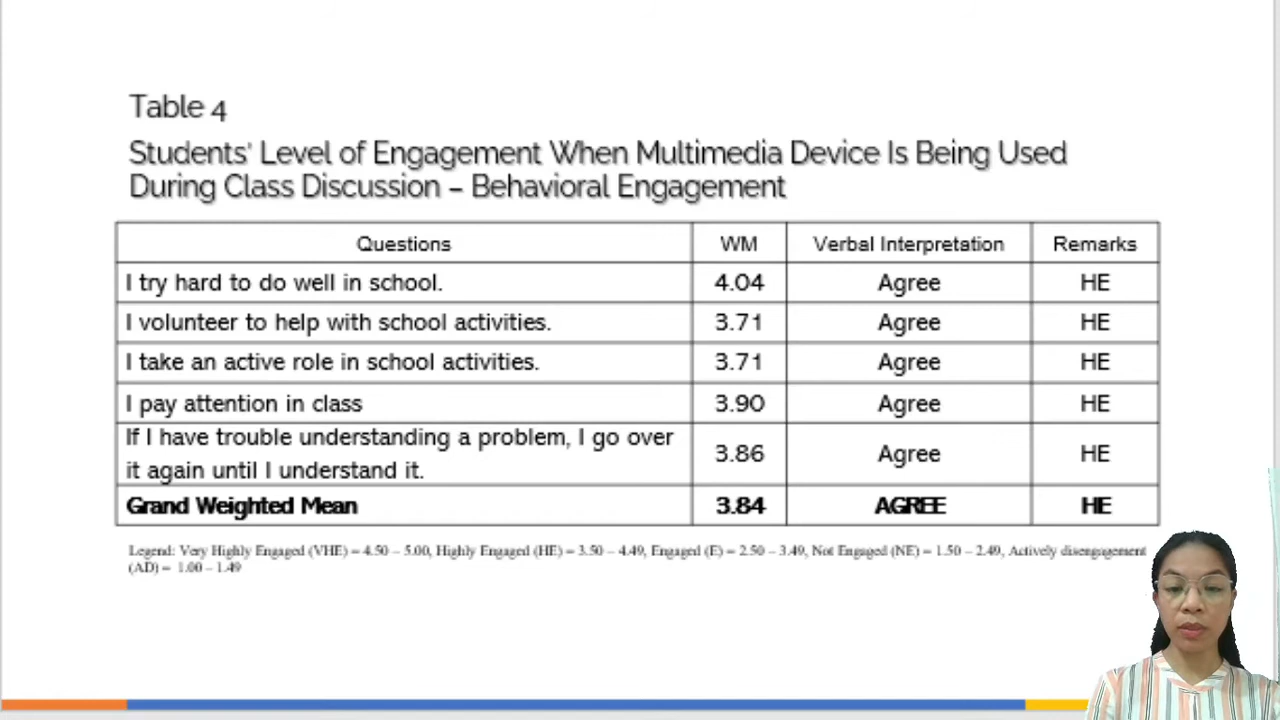 Table 4
Students' Level of Engagement When Multimedia Device Is Being Used
During Class Discussion – Behavioral Engagement
Questions WM Verbal Interpretation Remarks
I try hard to do well in school. 4.04 Agree HE
I volunteer to help with school activities. 3.71 Agree HE
I take an active role in school activities. 3.71 Agree HE
I pay attention in class 3.90 Agree HE
If I have trouble understanding a problem, I go over
it again until I understand it. 3.86 Agree HE
Grand Weighted Mean 3.84 AGREE HE
Legend: Very Highly Engaged (VHE) = 4.50 – 5.00, Highly Engaged (HE) = 3.50 – 4.49, Engaged (E) = 2.50 – 3.49, Not Engaged (NE) = 1.50 – 2.49, Actively disengagement
(AD) = 1.00 – 1.49